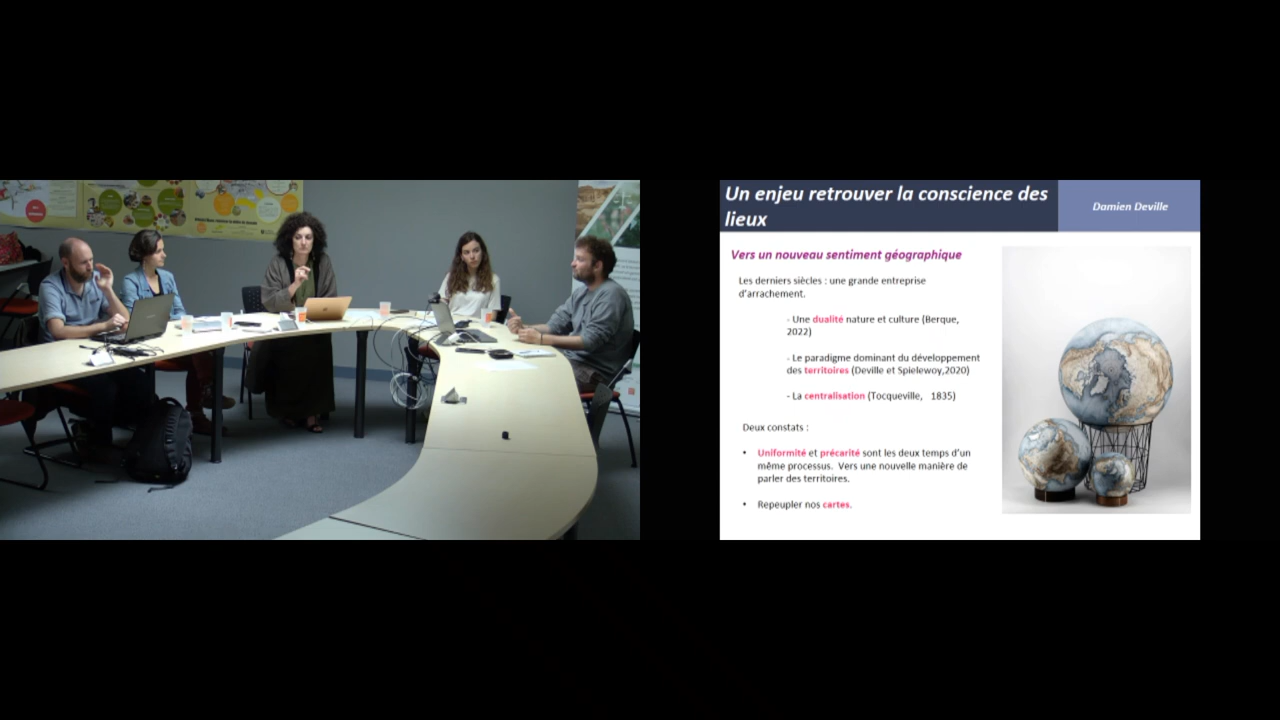 Un enjeu retrouver la conscience des
lieux
Damien Deville
Vers un nouveau sentiment géographique
Les derniers siècles : une grande entreprise
d'arrachement.
- Une dualité nature et culture (Berque,
2022)
- Le paradigme dominant du développement
des territoires (Deville et Spielewoy,2020)
- La centralisation (Tocqueville, 1835)
Deux constats :
• Uniformité et précarité sont les deux temps d'un
même processus. Vers une nouvelle manière de
parler des territoires.
• Repeupler nos cartes.